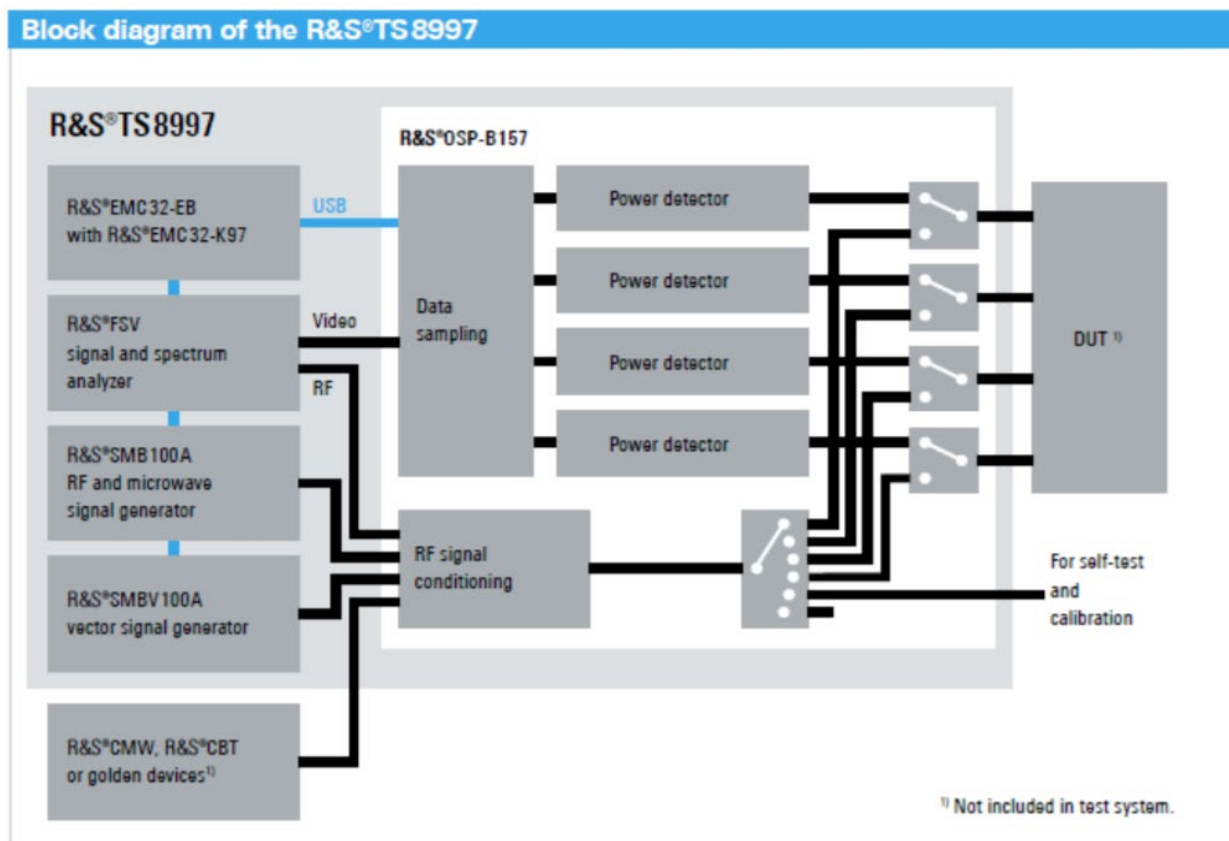 Block diagram of the R&S®TS8997
R&S®TS8997
R&S®OSP-B157
R&S®EMC32-EB
with R&S®EMC32-K97
USB
R&S®FSV
signal and spectrum
analyzer
Video
RF
R&S®SMB100A
RF and microwave
signal generator
R&S®SMBV100A
vector signal generator
R&S®CMW, R&S®CBT
or golden devices¹⁾
Data
sampling
Power detector
Power detector
Power detector
Power detector
RF signal
conditioning
DUT ¹⁾
For self-test
and
calibration
¹⁾ Not included in test system.